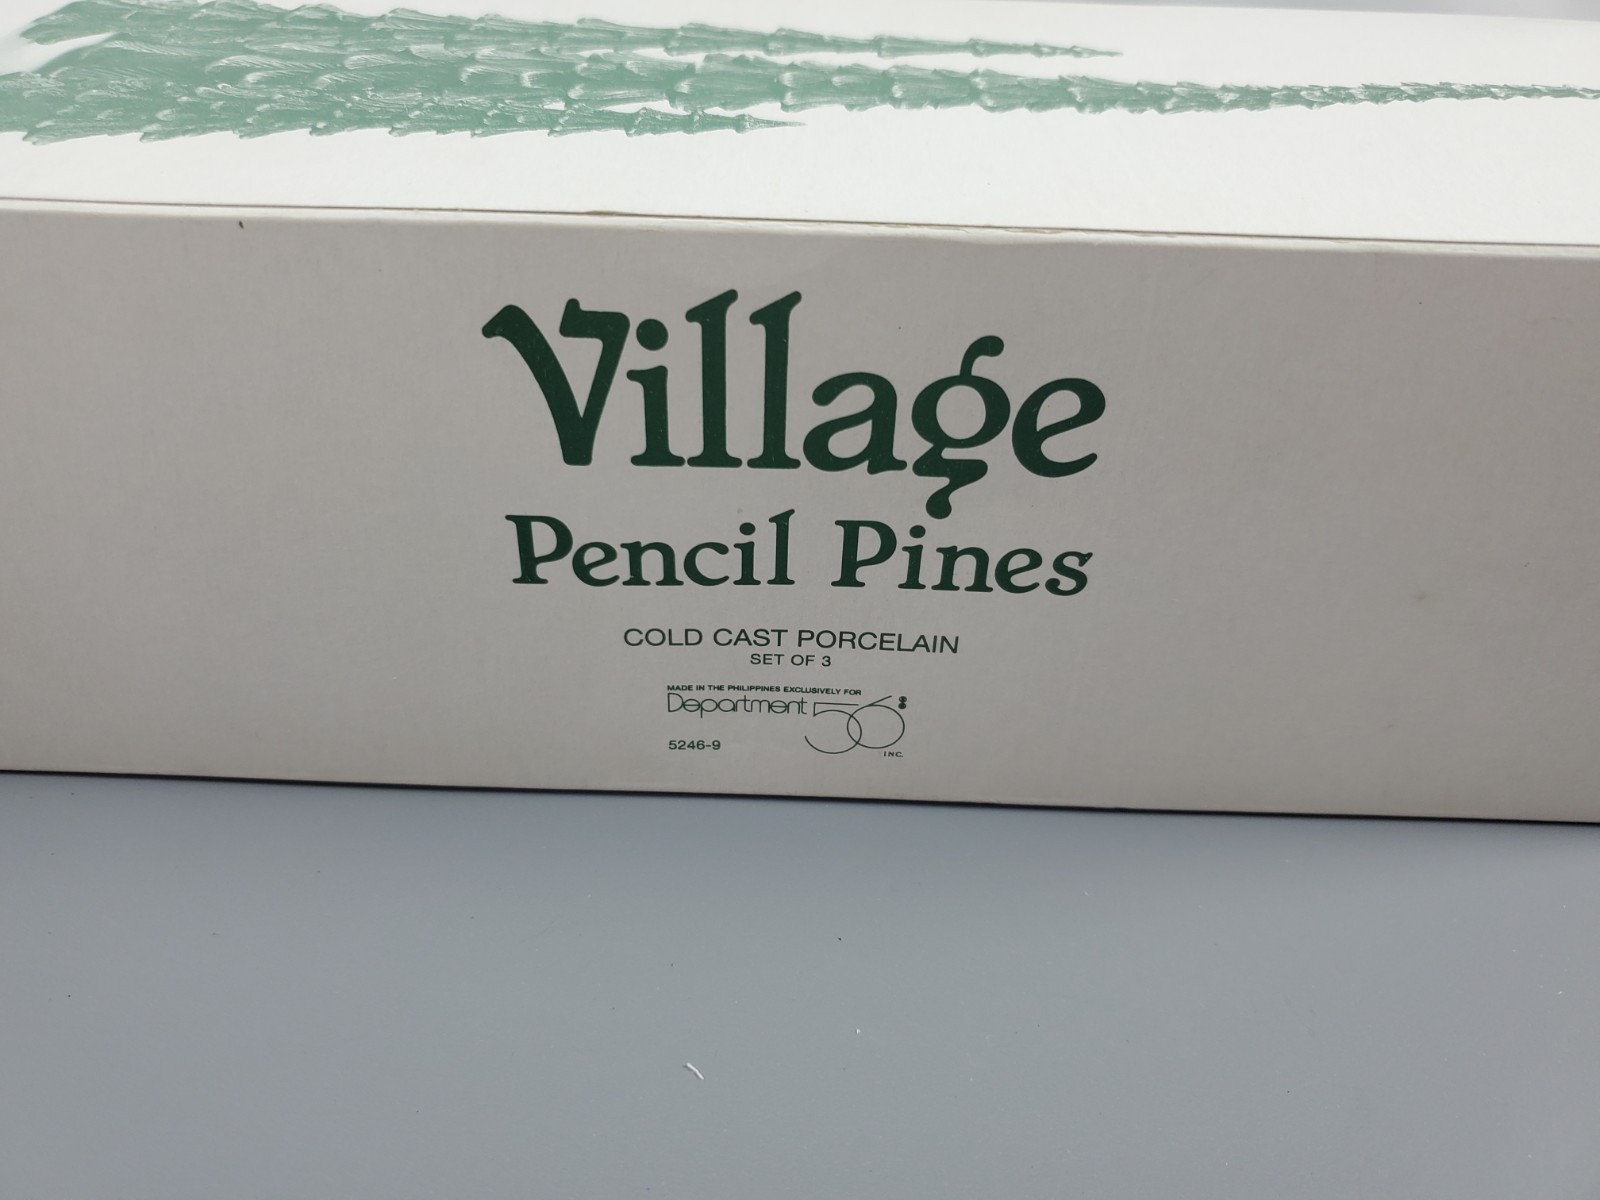 Village
Pencil Pines
COLD CAST PORCELAIN
SET OF 3
MADE IN THE PHILIPPINES EXCLUSIVELY FOR
Department 56
5246-9
INC.